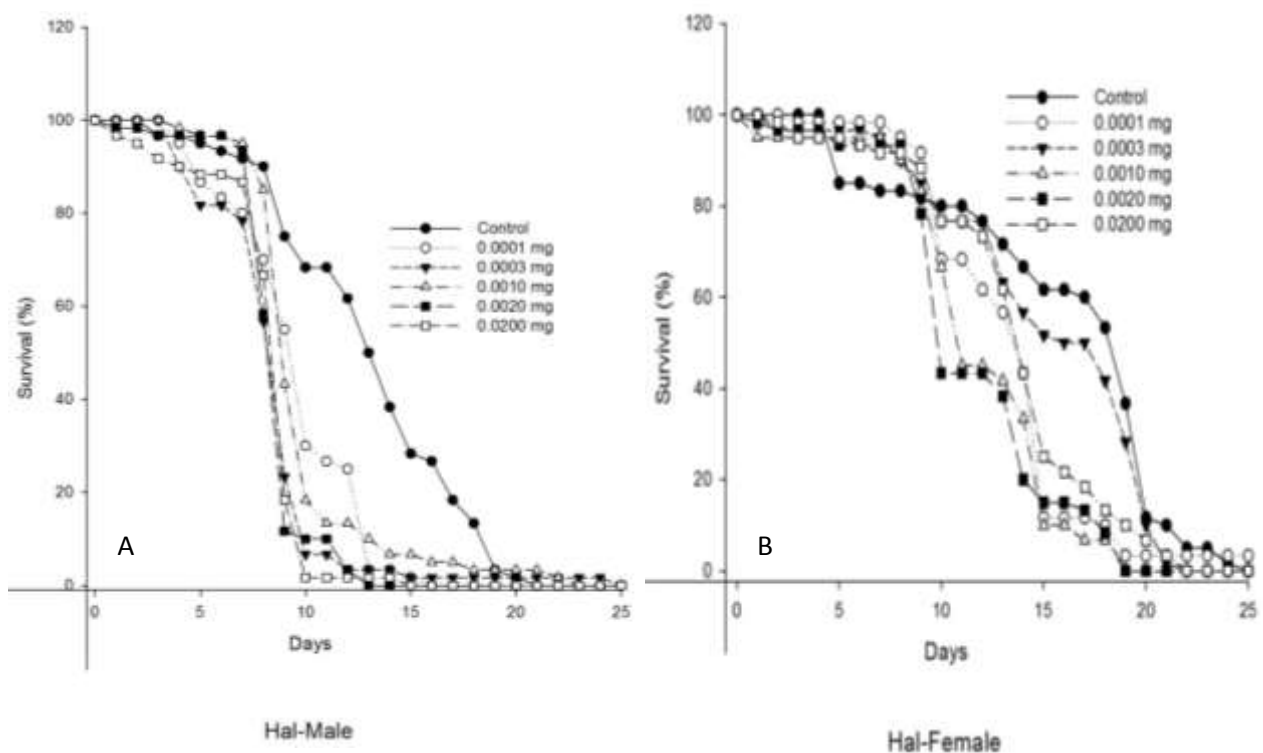 120
100
80
60
40
20
0
Survival (%)
Control
0.0001 mg
0.0003 mg
0.0010 mg
0.0020 mg
0.0200 mg
A
0 5 10 15 20 25
Days
Hal-Male
120
100
80
60
40
20
0
Survival (%)
Control
0.0001 mg
0.0003 mg
0.0010 mg
0.0020 mg
0.0200 mg
B
0 5 10 15 20 25
Days
Hal-Female